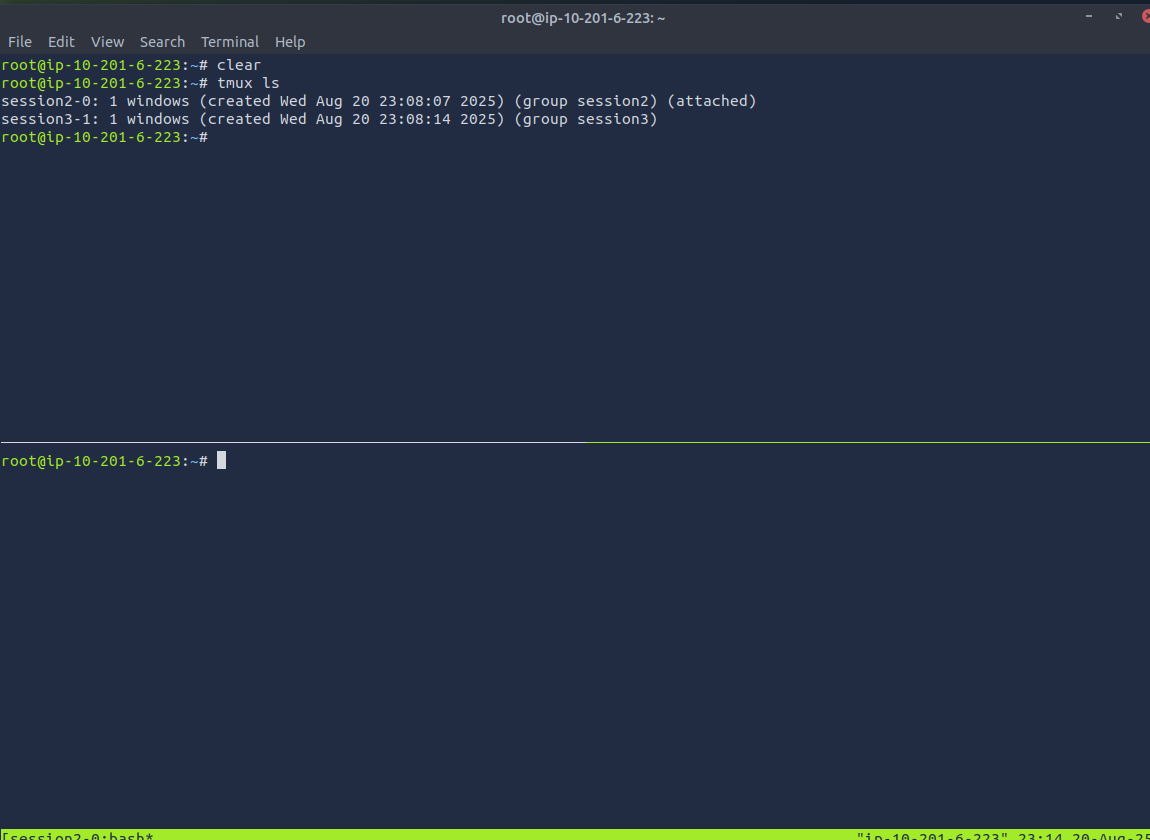 root@ip-10-201-6-223: ~
File Edit View Search Terminal Help
root@ip-10-201-6-223:~# clear
root@ip-10-201-6-223:~# tmux ls
session2-0: 1 windows (created Wed Aug 20 23:08:07 2025) (group session2) (attached)
session3-1: 1 windows (created Wed Aug 20 23:08:14 2025) (group session3)
root@ip-10-201-6-223:~#
root@ip-10-201-6-223:~#
[session2-0:bash* "ip-10-201-6-223" 23:14 20-Aug-25